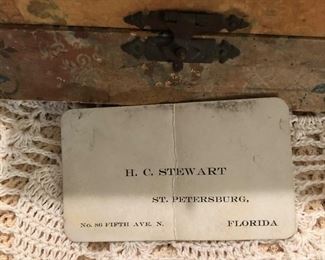 H. C. STEWART
ST. PETERSBURG,
No. 86 FIFTH AVE. N. FLORIDA